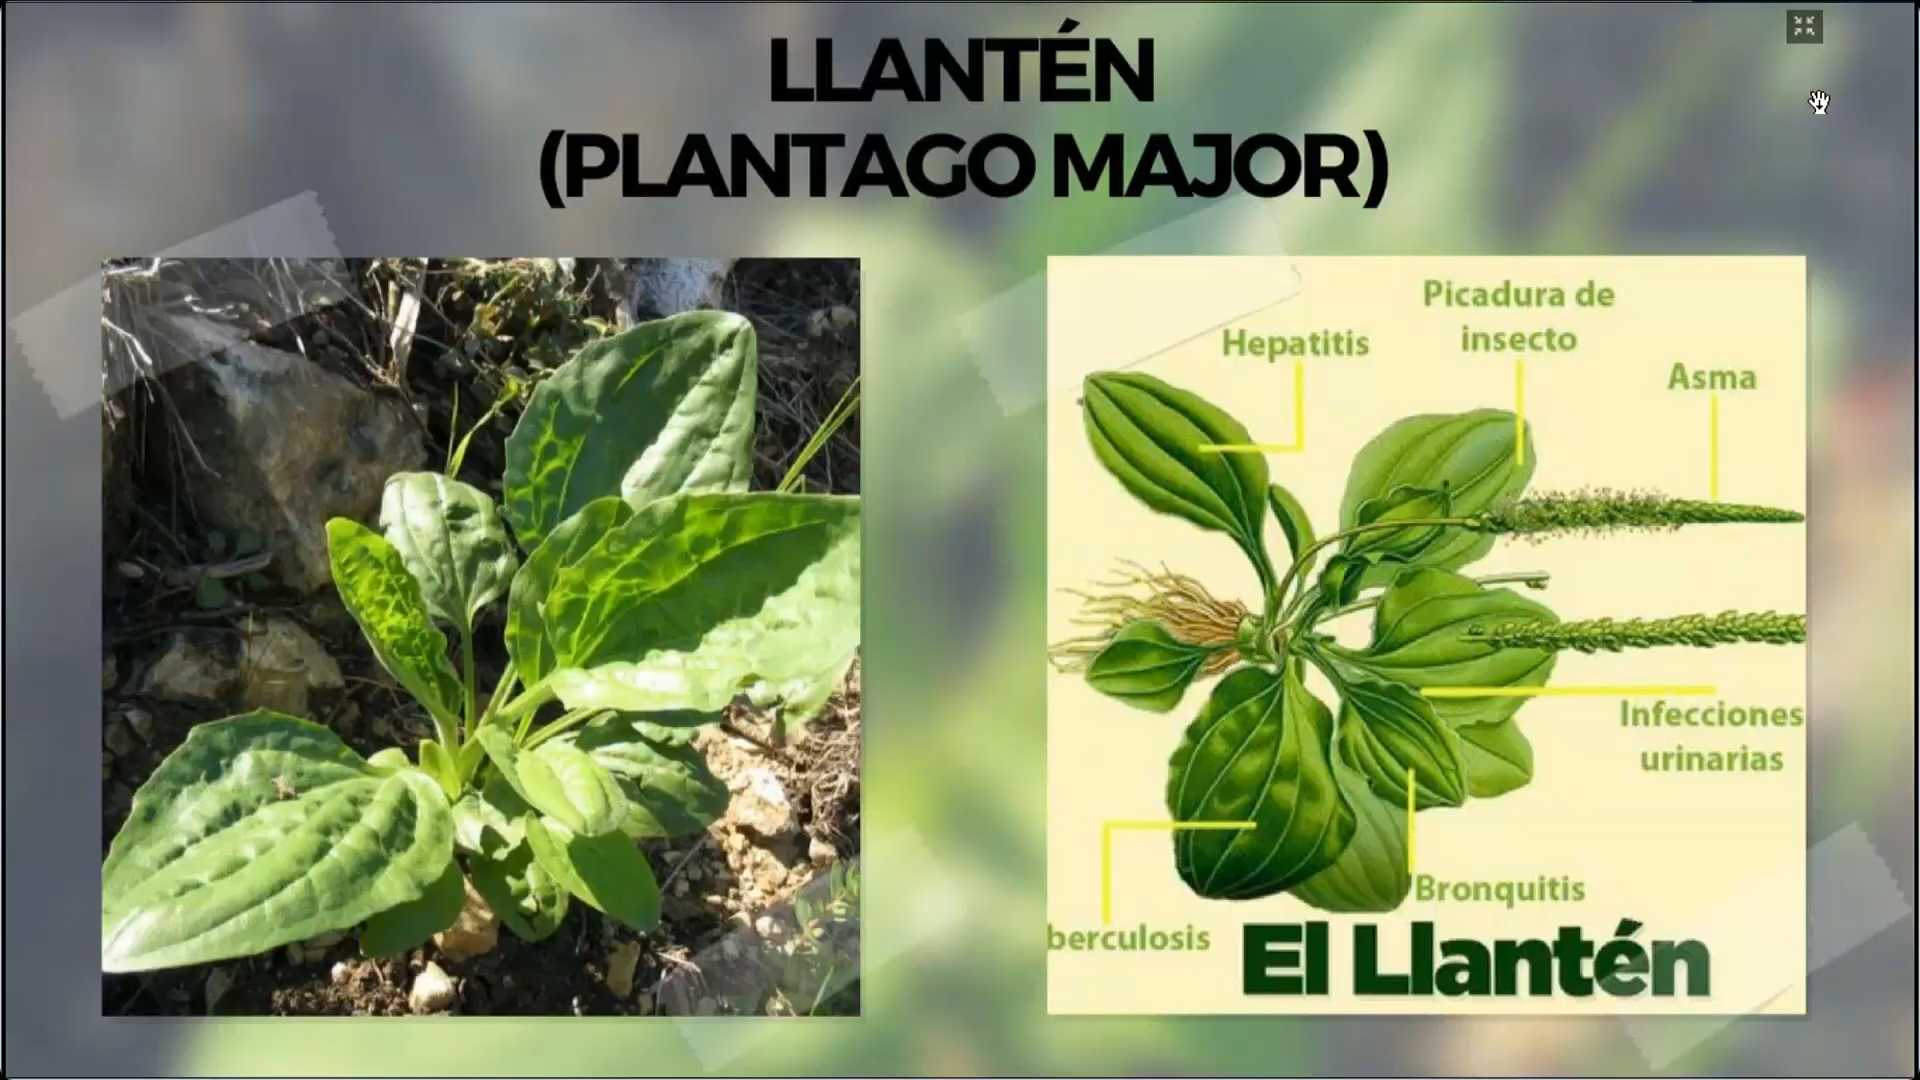 LLANTÉN
(PLANTAGO MAJOR)
Picadura de
insecto
Hepatitis
Asma
Infecciones
urinarias
Bronquitis
berculosis
El Llantén